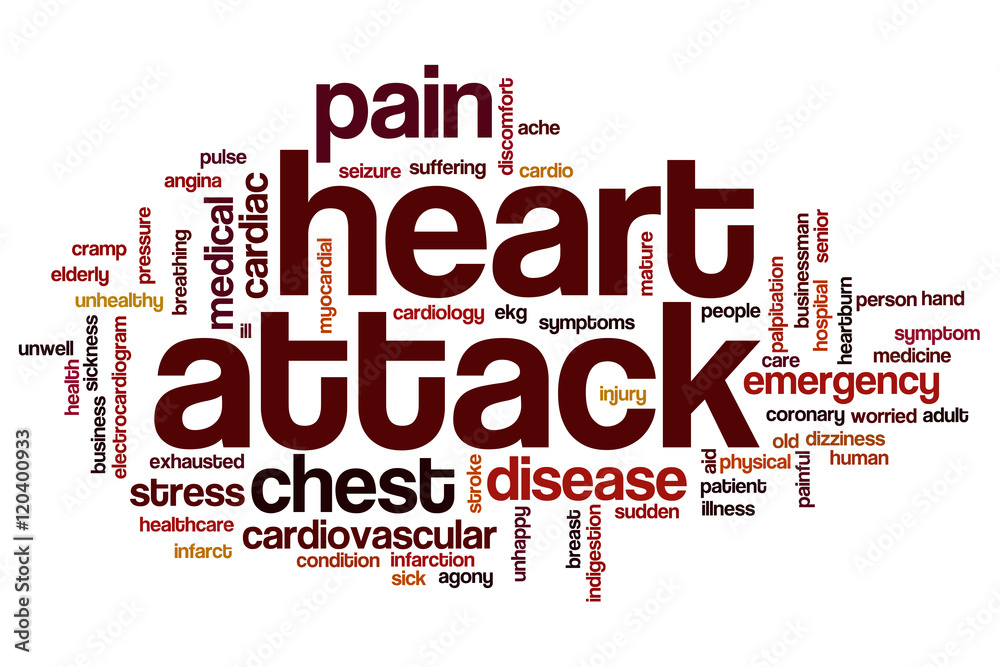 pain
discomfort
ache
pulse
seizure
suffering
cardio
angina
heart
cardiac
medical
myocardial
mature
pressure
breathing
cramp
elderly
unhealthy
ill
cardiology
ekg
symptoms
people
palpitation
businessman
hospital
senior
heartburn
person
hand
symptom
medicine
unwell
health
sickness
business
electrocardiogram
attack
injury
care
emergency
coronary
worried
adult
old
dizziness
human
exhausted
stress
chest
stroke
disease
aid
physical
painful
patient
illness
sudden
healthcare
cardiovascular
unhappy
breast
indigestion
infarct
condition
infarction
sick
agony
Adobe Stock | #120400933
Adobe Stock